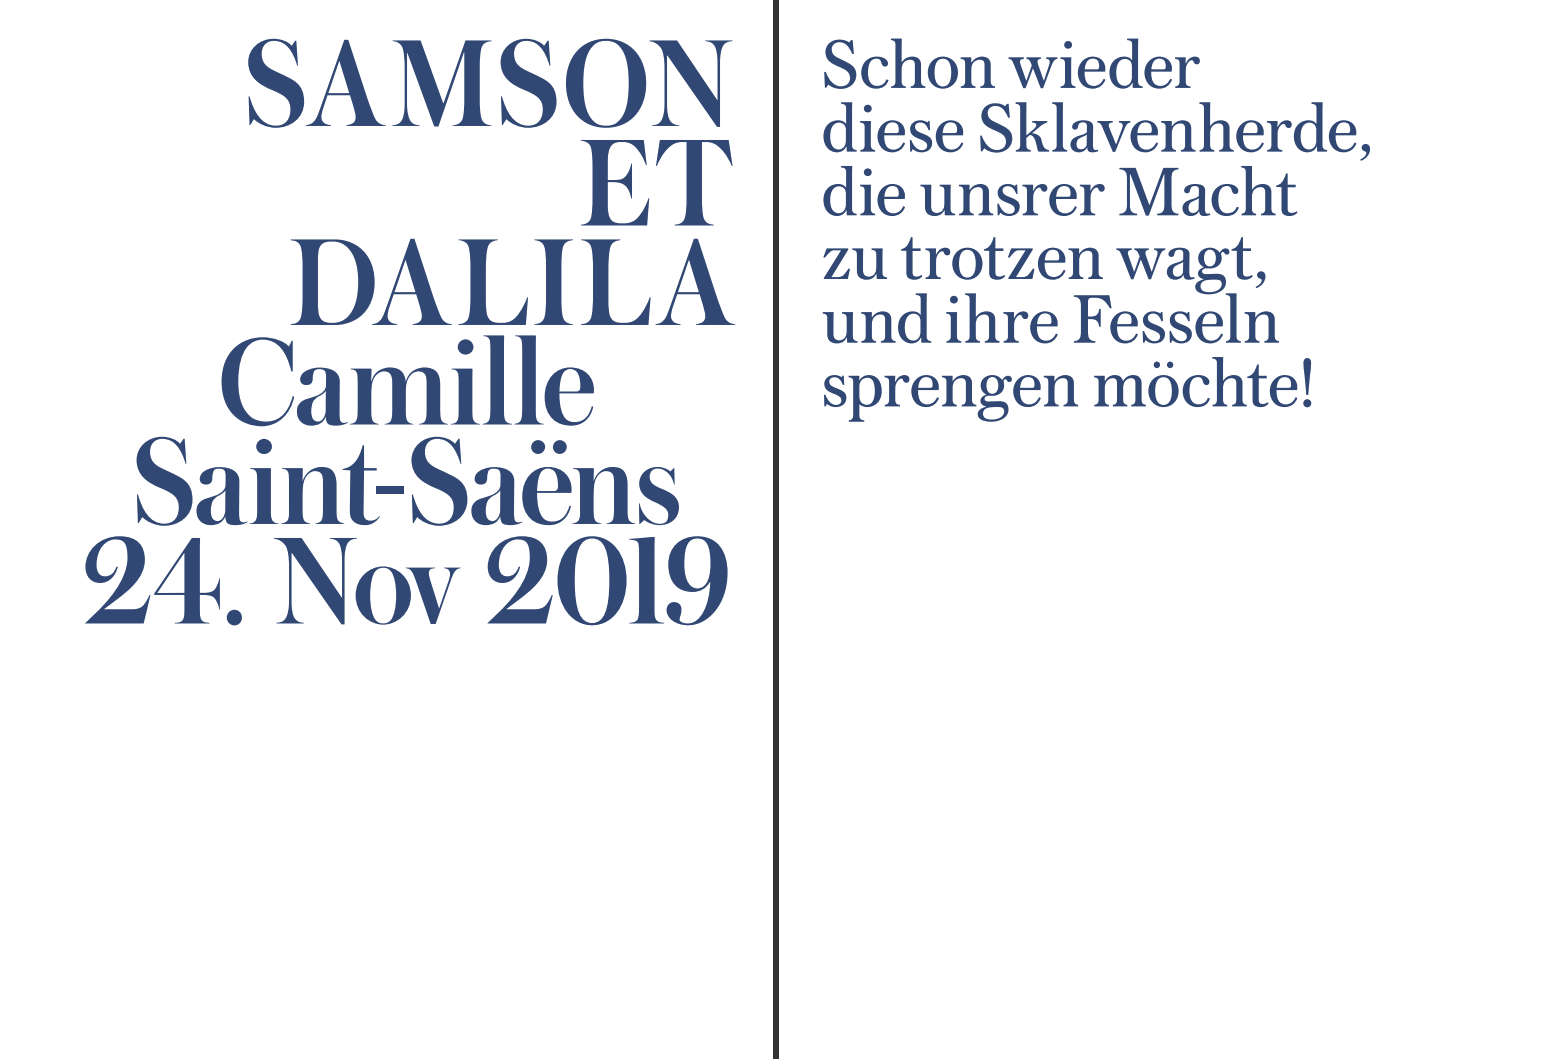 SAMSON
ET
DALILA
Camille
Saint-Saëns
24. Nov 2019
Schon wieder
diese Sklavenherde,
die unsrer Macht
zu trotzen wagt,
und ihre Fesseln
sprengen möchte!